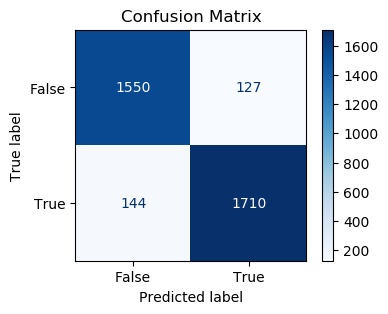 Confusion Matrix
True label
False
1550
127
True
144
1710
False
True
Predicted label
1600
1400
1200
1000
800
600
400
200